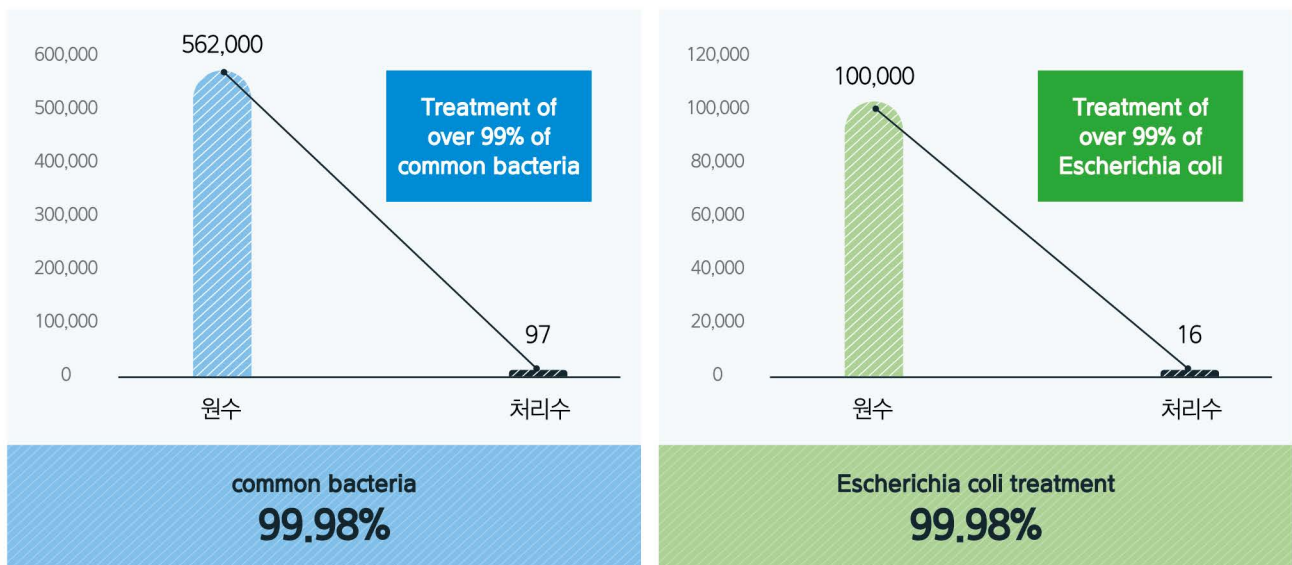 562,000
600,000
500,000
400,000
300,000
200,000
100,000
0
Treatment of
over 99% of
common bacteria
97
원수
처리수
common bacteria
99.98%
120,000
100,000
100,000
80,000
60,000
40,000
20,000
0
Treatment of
over 99% of
Escherichia coli
16
원수
처리수
Escherichia coli treatment
99.98%